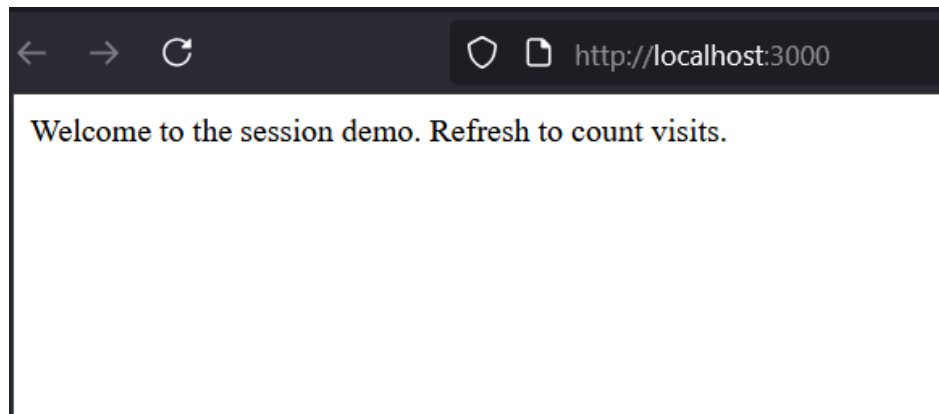 http://localhost:3000
Welcome to the session demo. Refresh to count visits.